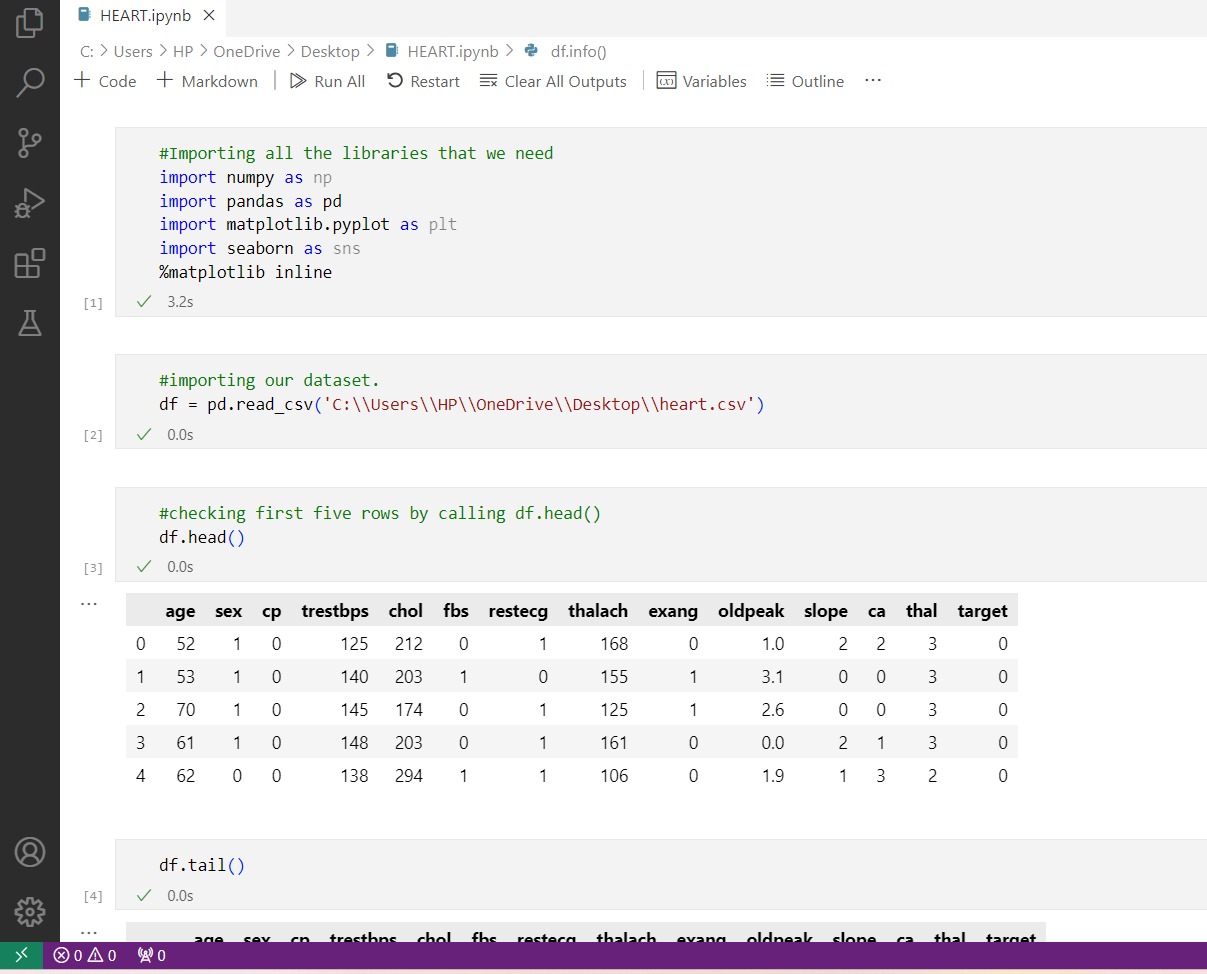 HEART.ipynb
C: > Users > HP > OneDrive > Desktop > HEART.ipynb > df.info()
+ Code + Markdown | Run All Restart Clear All Outputs | Variables Outline ...
#Importing all the libraries that we need
import numpy as np
import pandas as pd
import matplotlib.pyplot as plt
import seaborn as sns
%matplotlib inline
[1] 3.2s
#importing our dataset.
df = pd.read_csv('C:\\Users\\HP\\OneDrive\\Desktop\\heart.csv')
[2] 0.0s
#checking first five rows by calling df.head()
df.head()
[3] 0.0s
...
age sex cp trestbps chol fbs restecg thalach exang oldpeak slope ca thal target
0 52 1 0 125 212 0 1 168 0 1.0 2 2 3 0
1 53 1 0 140 203 1 0 155 1 3.1 0 0 3 0
2 70 1 0 145 174 0 1 125 1 2.6 0 0 3 0
3 61 1 0 148 203 0 1 161 0 0.0 2 1 3 0
4 62 0 0 138 294 1 1 106 0 1.9 1 3 2 0
df.tail()
[4] 0.0s
...
age sex cp trestbps chol fbs restecg thalach exang oldpeak slope ca thal target
0 0 0